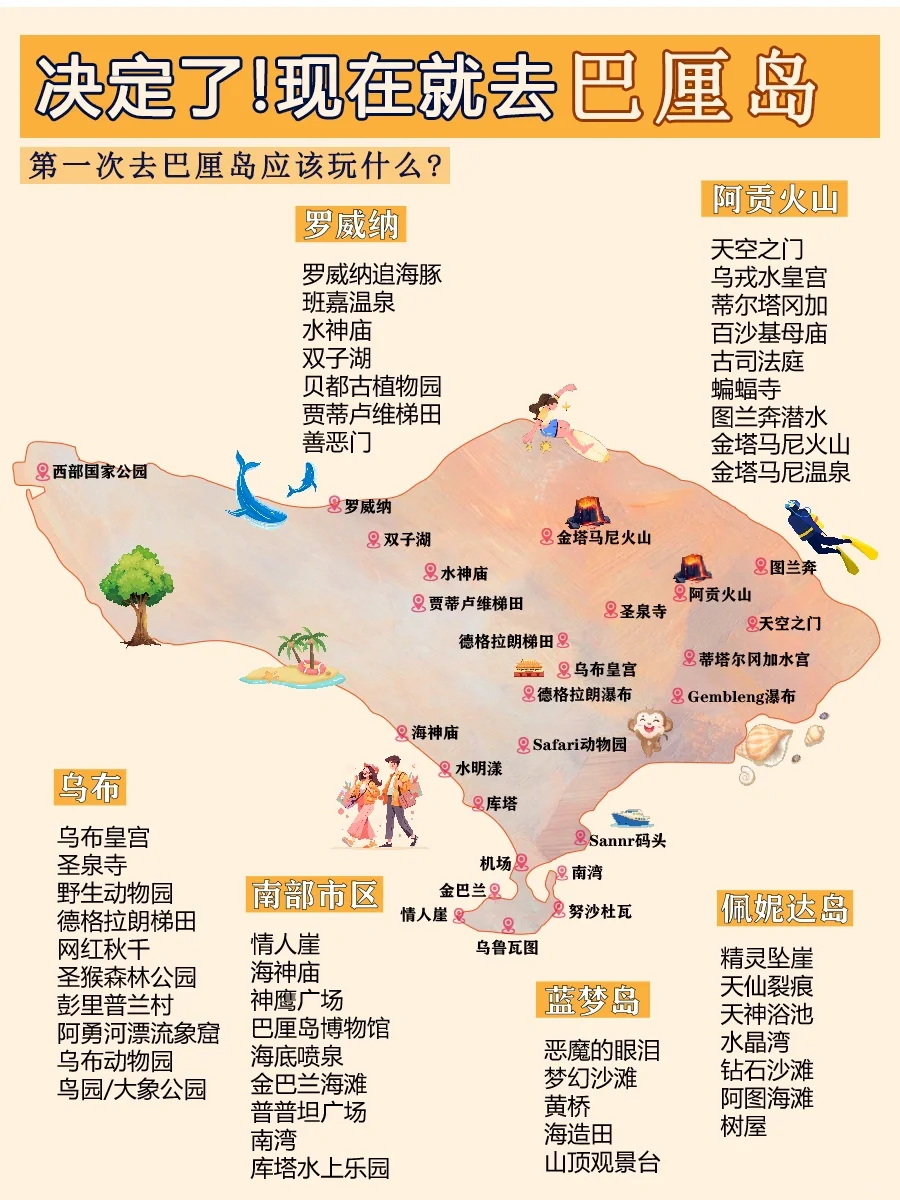 决定了!现在就去巴厘岛
第一次去巴厘岛应该玩什么?
罗威纳
罗威纳追海豚
班嘉温泉
水神庙
双子湖
贝都古植物园
贾蒂卢维梯田
善恶门
阿贡火山
天空之门
乌戎水皇宫
蒂尔塔冈加
百沙基母庙
古司法庭
蝙蝠寺
图兰奔潜水
金塔马尼火山
金塔马尼温泉
西部国家公园
罗威纳
双子湖
金塔马尼火山
水神庙
图兰奔
贾蒂卢维梯田
阿贡火山
圣泉寺
天空之门
德格拉朗梯田
蒂塔尔冈加水宫
乌布皇宫
德格拉朗瀑布
Gembleng瀑布
海神庙
Safari动物园
水明漾
库塔
Sannr码头
机场
南湾
金巴兰
情人崖
努沙杜瓦
乌鲁瓦图
乌布
乌布皇宫
圣泉寺
野生动物园
德格拉朗梯田
网红秋千
圣猴森林公园
彭里普兰村
阿勇河漂流象窟
乌布动物园
鸟园/大象公园
南部市区
情人崖
海神庙
神鹰广场
巴厘岛博物馆
海底喷泉
金巴兰海滩
普普坦广场
南湾
库塔水上乐园
蓝梦岛
恶魔的眼泪
梦幻沙滩
黄桥
海造田
山顶观景台
佩妮达岛
精灵坠崖
天仙裂痕
天神浴池
水晶湾
钻石沙滩
阿图海滩
树屋